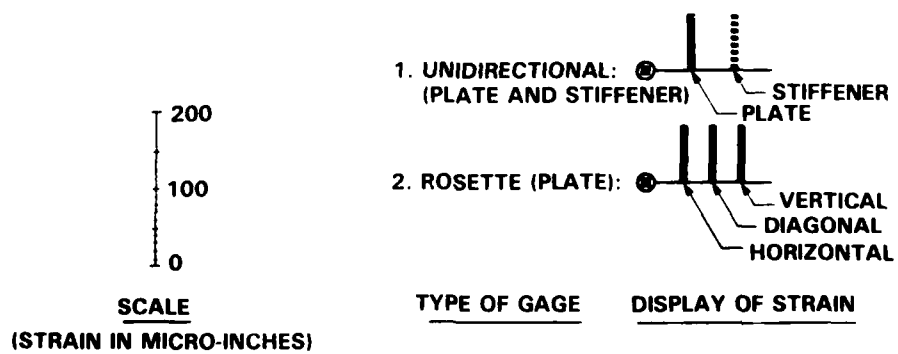 1. UNIDIRECTIONAL:
(PLATE AND STIFFENER)
STIFFENER
PLATE
200
100
0
2. ROSETTE (PLATE):
VERTICAL
DIAGONAL
HORIZONTAL
SCALE
(STRAIN IN MICRO-INCHES)
TYPE OF GAGE
DISPLAY OF STRAIN